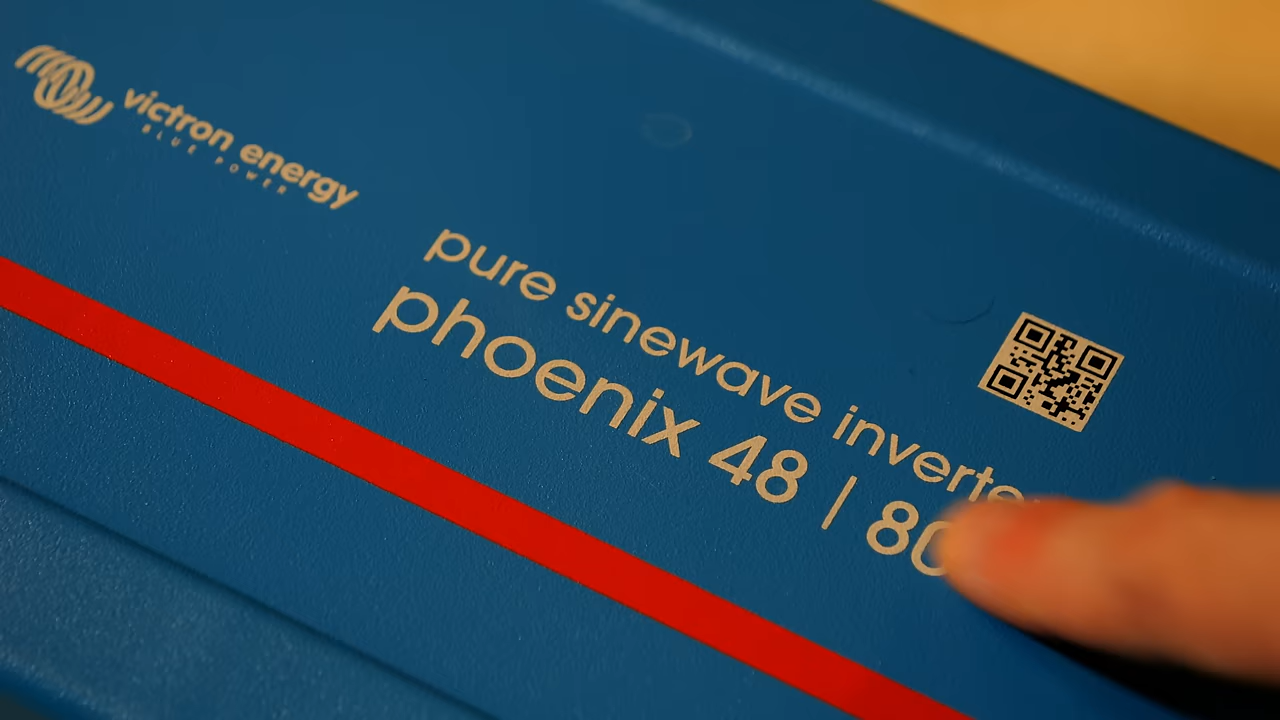 victron energy
BLUE POWER
pure sinewave inverte
phoenix 48 | 80